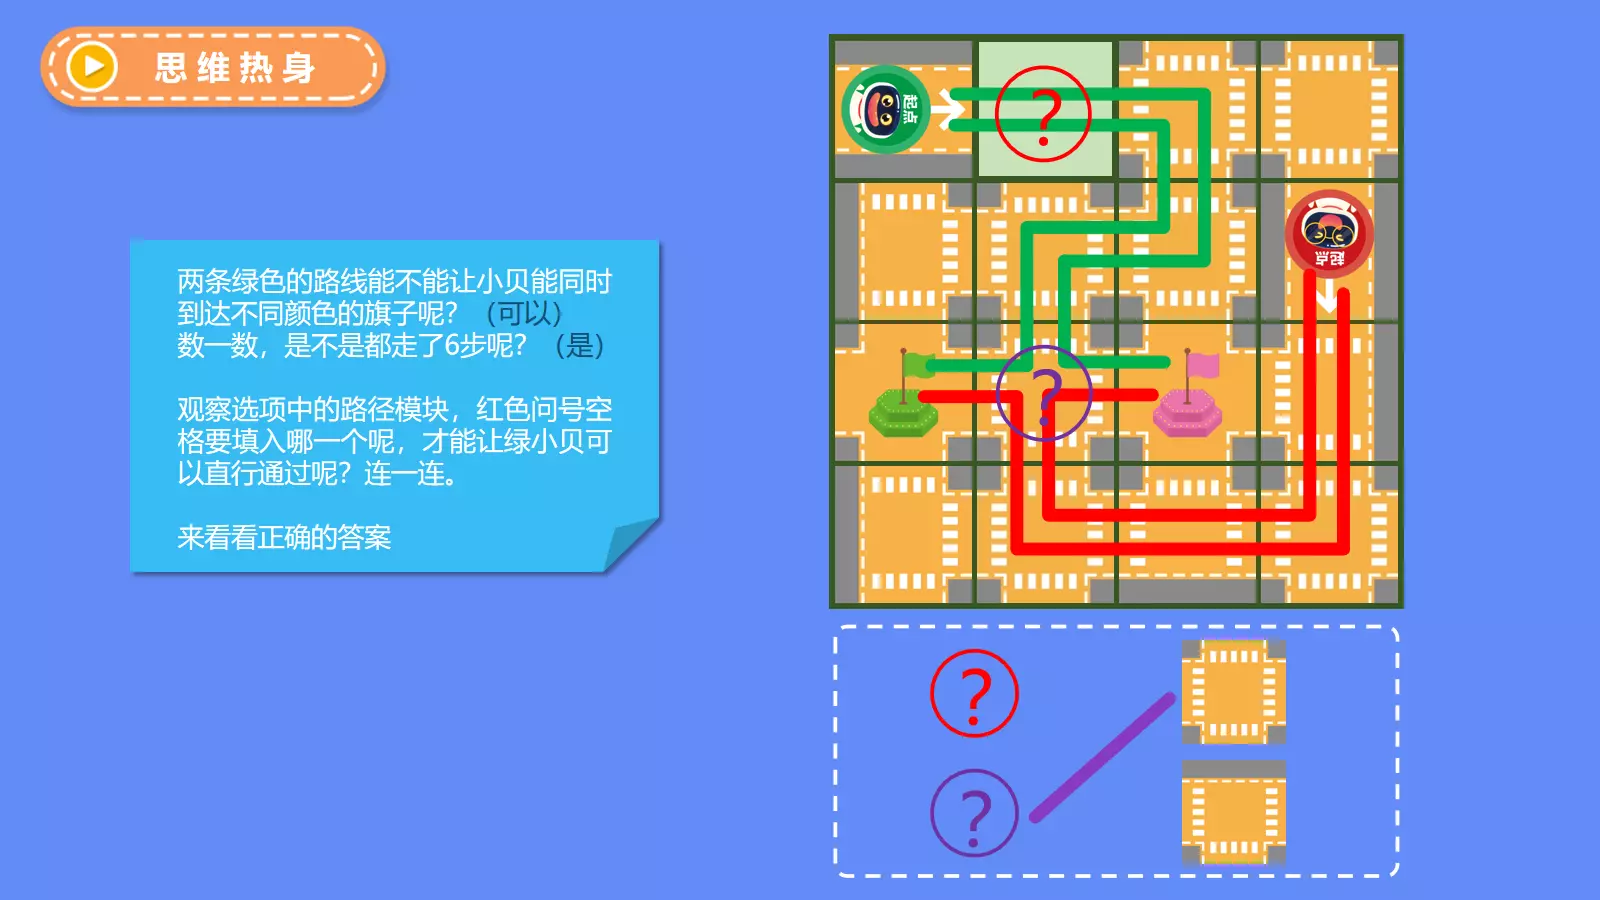 思维热身
起点
?
起点
两条绿色的路线能不能让小贝能同时
到达不同颜色的旗子呢？（可以）
数一数，是不是都走了6步呢？（是）
?
观察选项中的路径模块，红色问号空
格要填入哪一个呢，才能让绿小贝可
以直行通过呢？连一连。
来看看正确的答案
?
?